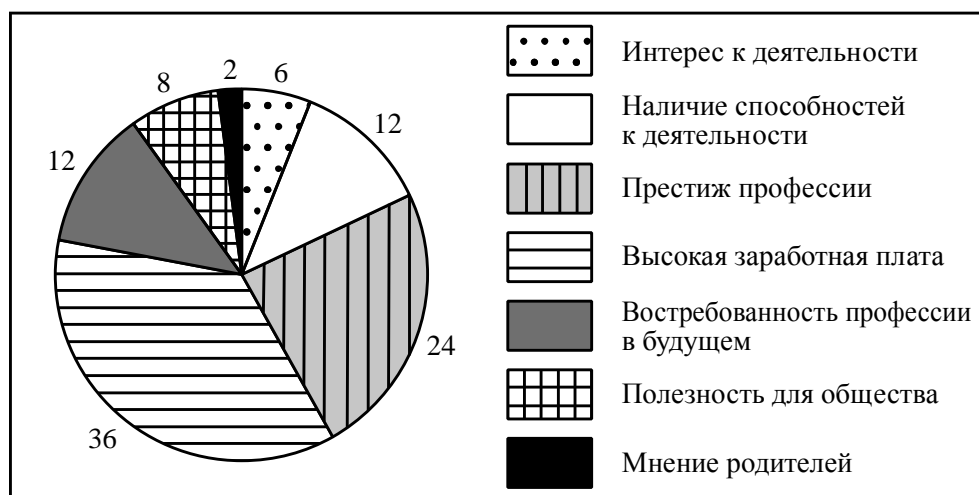 2
6
8
12
12
24
36
Интерес к деятельности
Наличие способностей
к деятельности
Престиж профессии
Высокая заработная плата
Востребованность профессии
в будущем
Полезность для общества
Мнение родителей